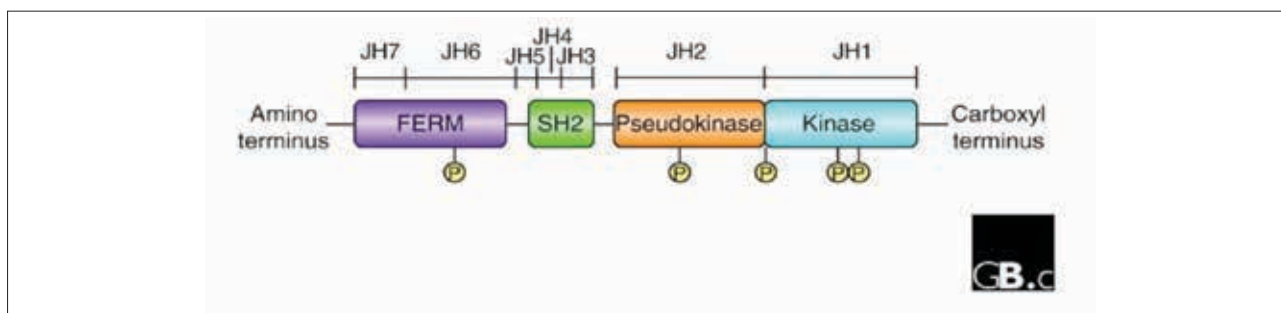 JH4
JH7 JH6 JH5 JH3 JH2 JH1
Amino terminus
FERM SH2 Pseudokinase Kinase
Carboxyl terminus
P P P P P
GB.c